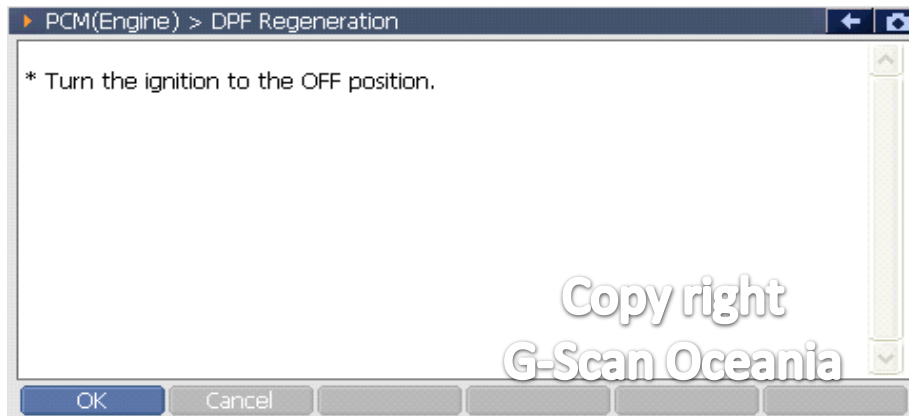 PCM(Engine) > DPF Regeneration
* Turn the ignition to the OFF position.
Copy right
G-Scan Oceania
OK Cancel